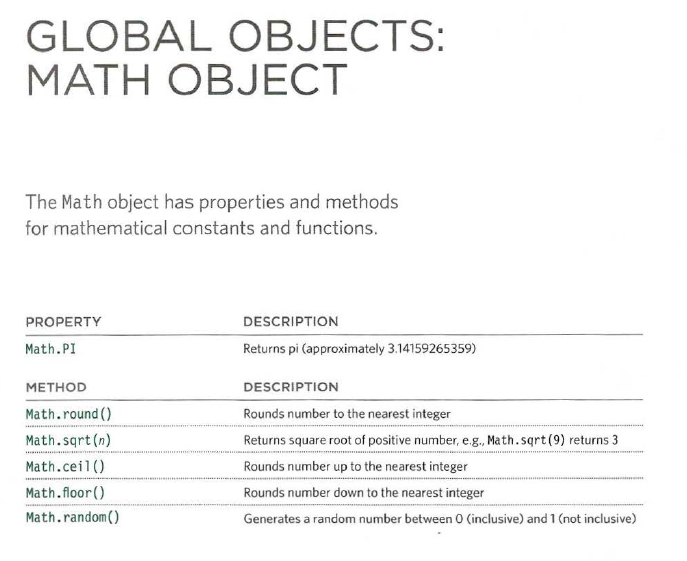 GLOBAL OBJECTS:
MATH OBJECT
The Math object has properties and methods
for mathematical constants and functions.
PROPERTY DESCRIPTION
Math.PI Returns pi (approximately 3.14159265359)
METHOD DESCRIPTION
Math.round() Rounds number to the nearest integer
Math.sqrt(n) Returns square root of positive number, e.g., Math.sqrt(9) returns 3
Math.ceil() Rounds number up to the nearest integer
Math.floor() Rounds number down to the nearest integer
Math.random() Generates a random number between 0 (inclusive) and 1 (not inclusive)